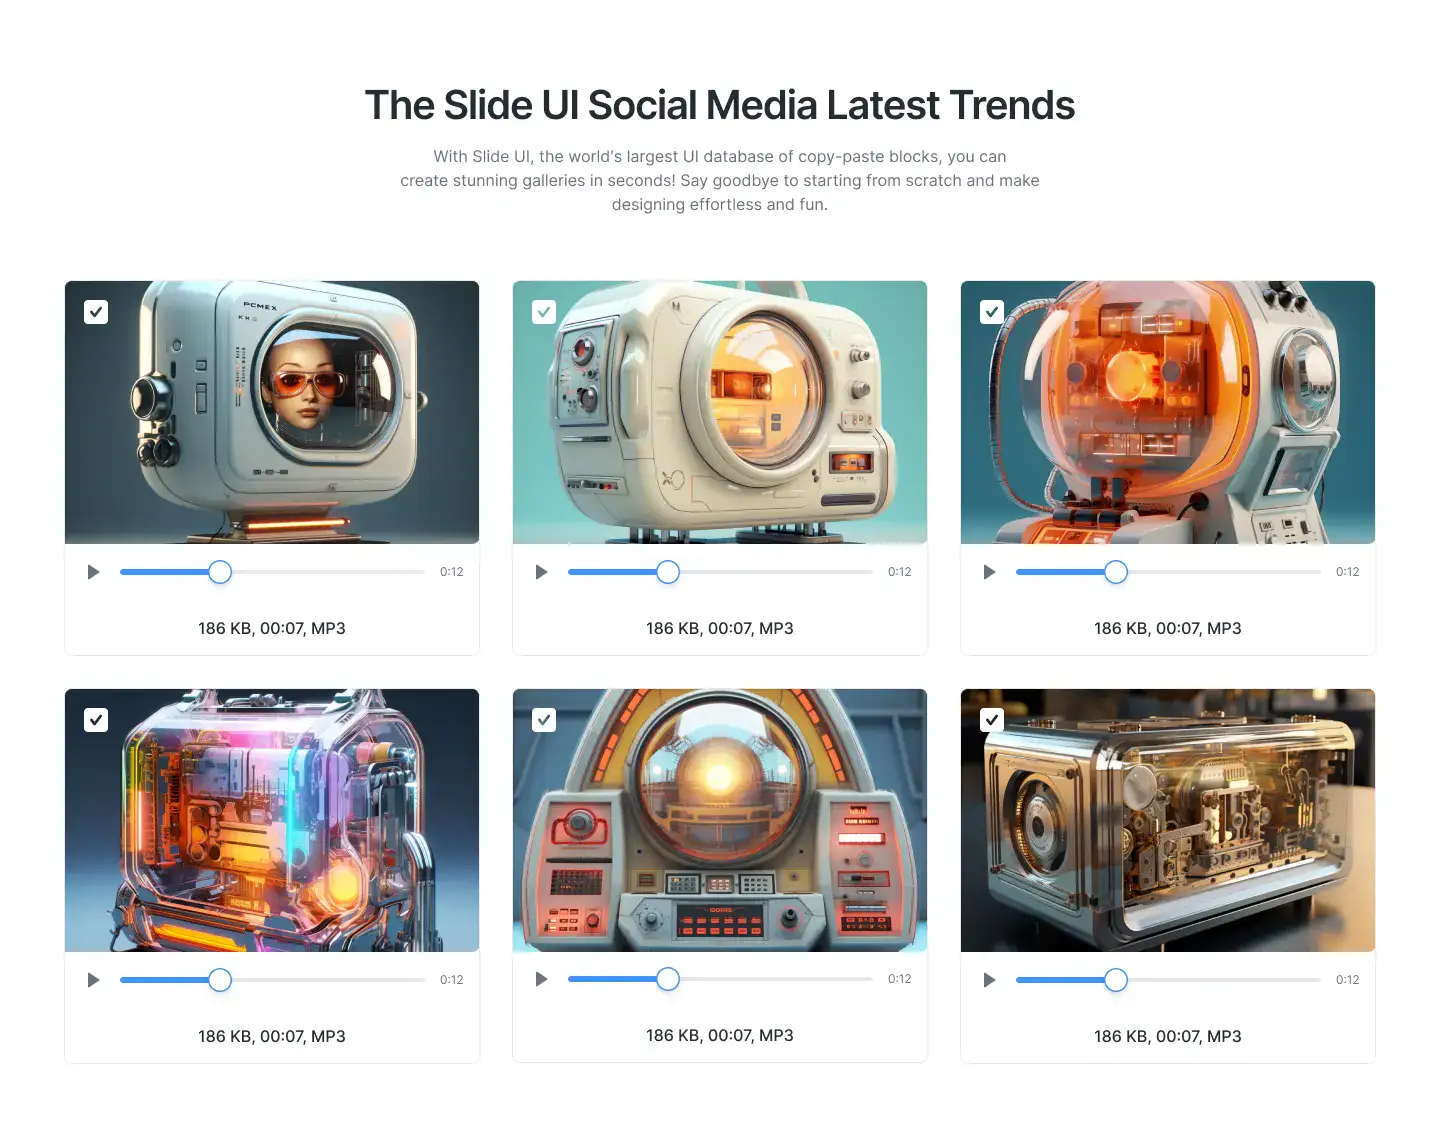 The Slide UI Social Media Latest Trends
With Slide UI, the world's largest UI database of copy-paste blocks, you can
create stunning galleries in seconds! Say goodbye to starting from scratch and make
designing effortless and fun.
PCMEX
0:12
186 KB, 00:07, MP3
0:12
186 KB, 00:07, MP3
0:12
186 KB, 00:07, MP3
0:12
186 KB, 00:07, MP3
0:12
186 KB, 00:07, MP3
0:12
186 KB, 00:07, MP3